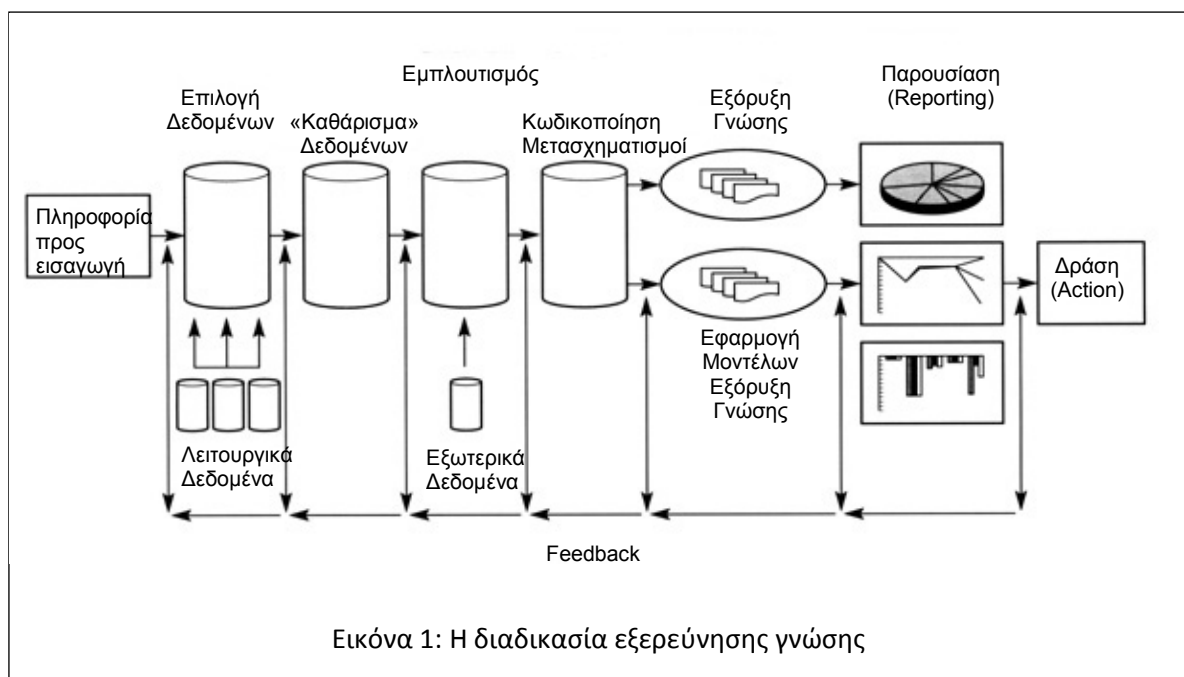 Εμπλουτισμός
Παρουσίαση
(Reporting)
Επιλογή
Δεδομένων
«Καθάρισμα»
Δεδομένων
Κωδικοποίηση
Μετασχηματισμοί
Εξόρυξη
Γνώσης
Πληροφορία
προς
εισαγωγή
Δράση
(Action)
Εφαρμογή
Μοντέλων
Εξόρυξη
Γνώσης
Λειτουργικά
Δεδομένα
Εξωτερικά
Δεδομένα
Feedback
Εικόνα 1: Η διαδικασία εξερεύνησης γνώσης